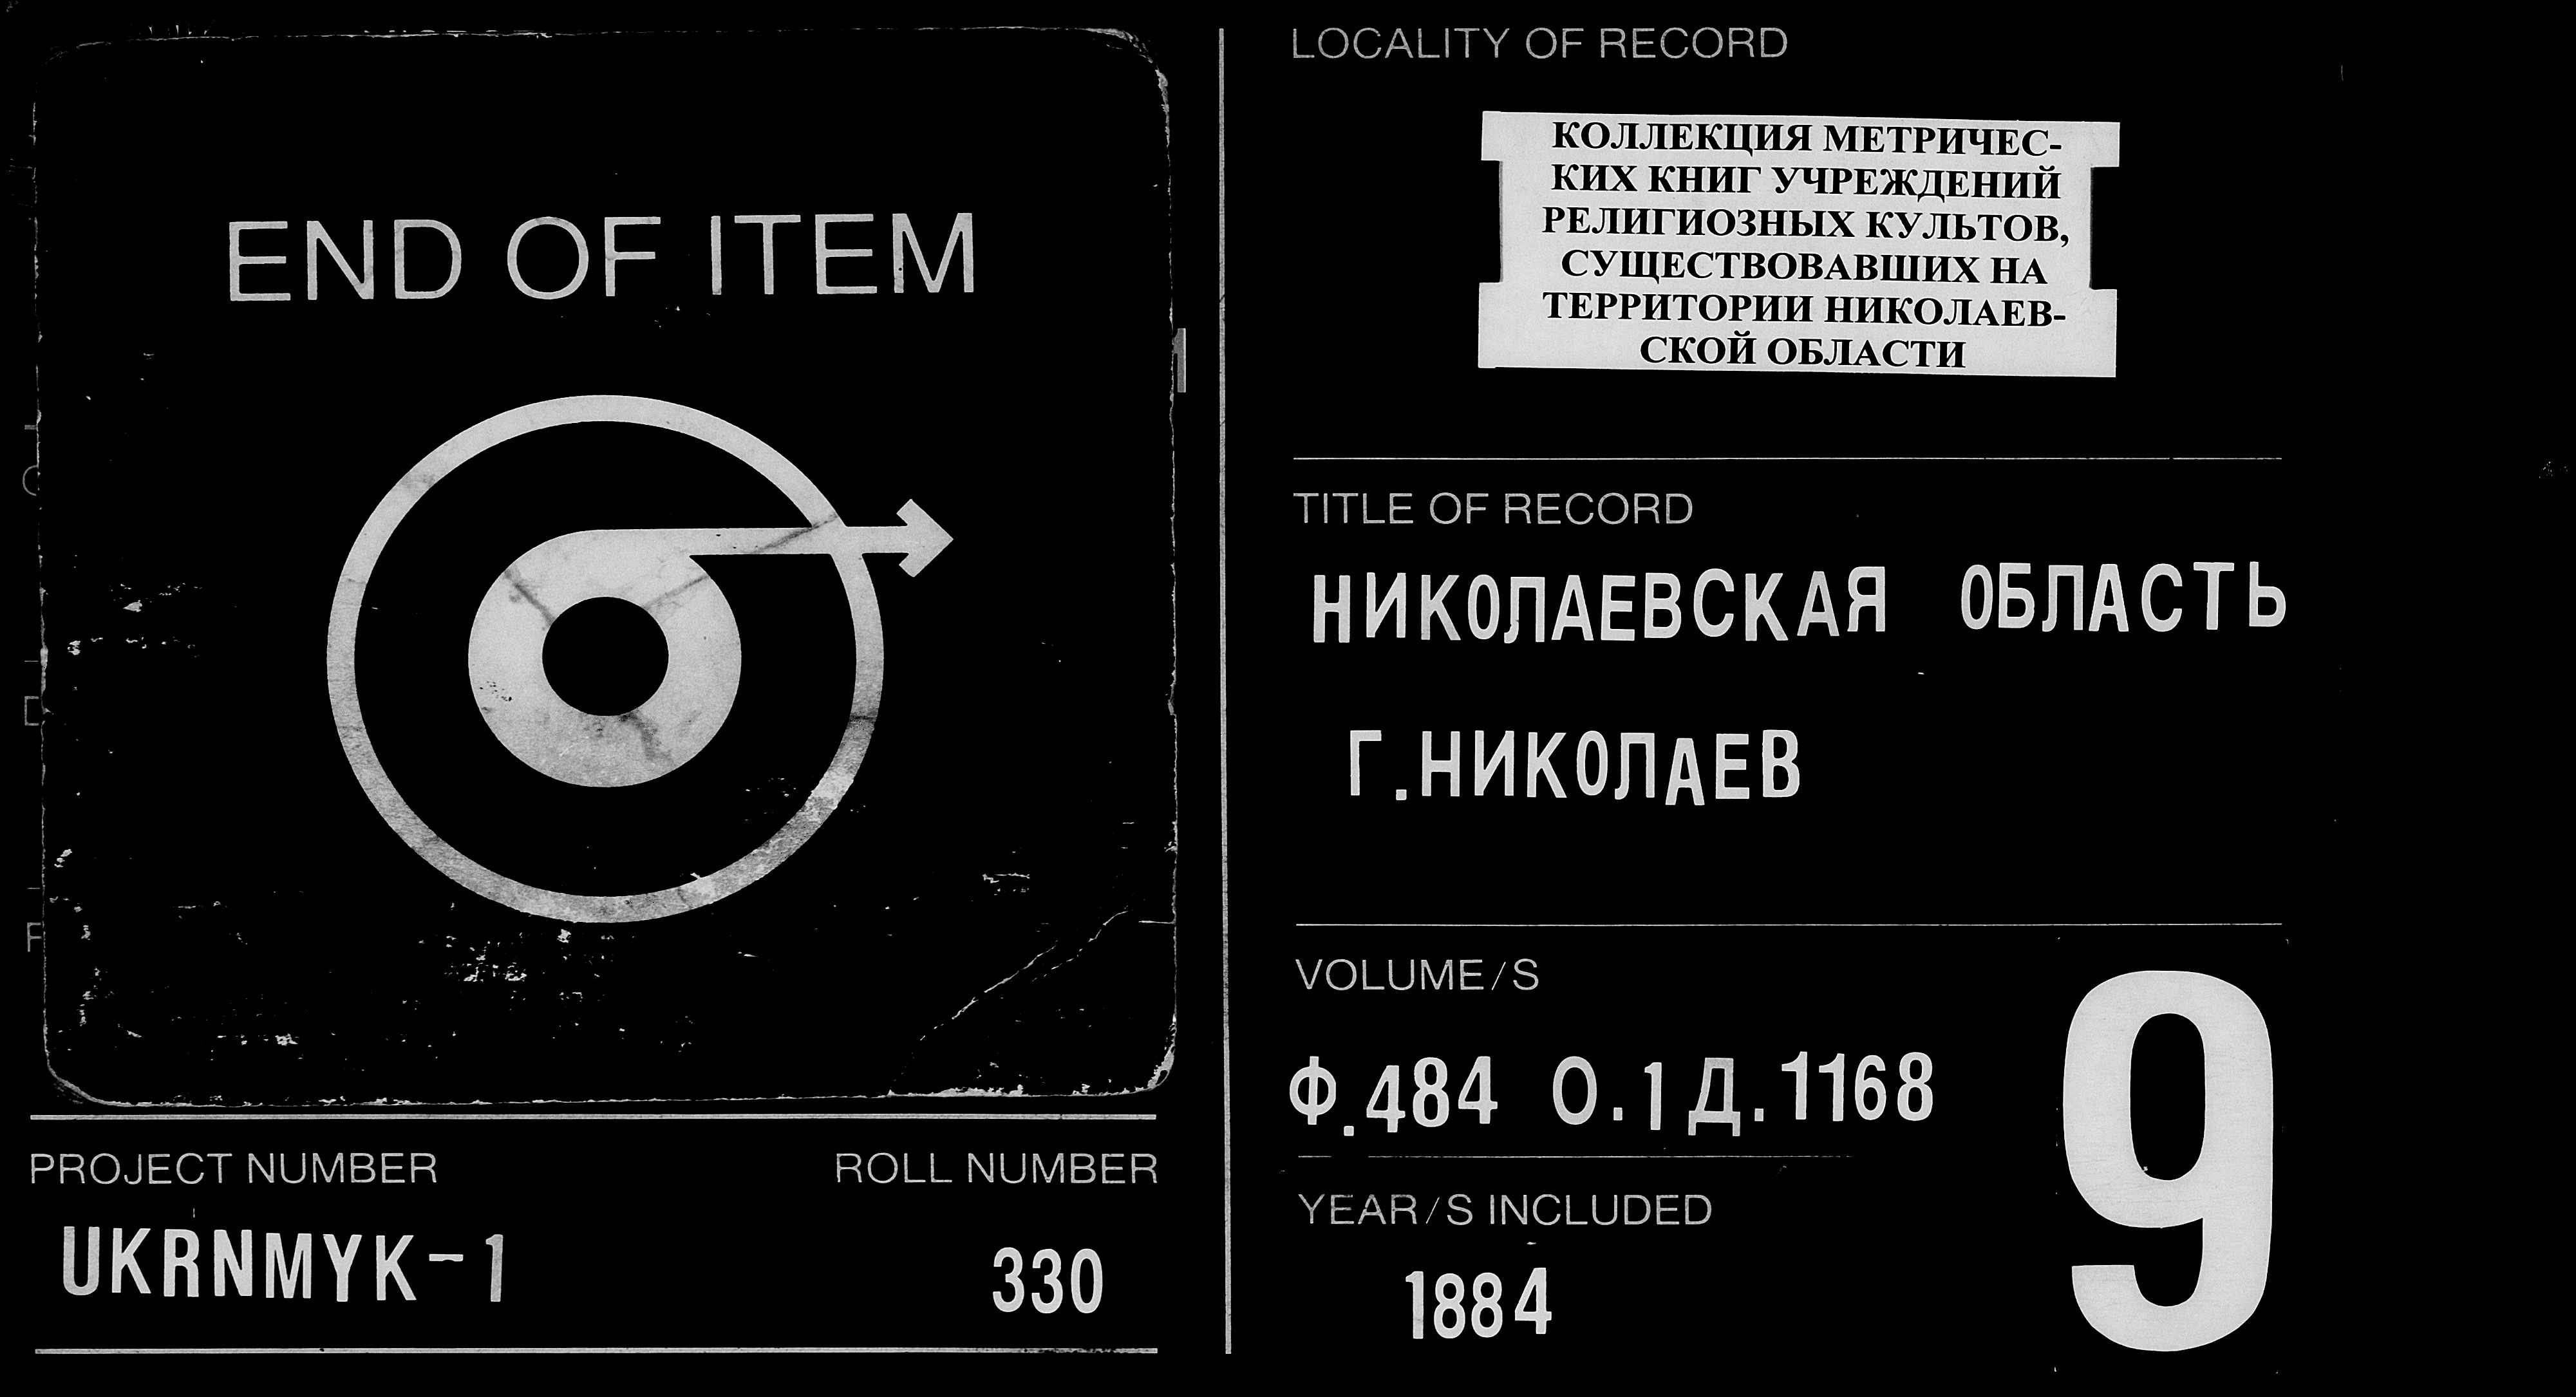 END OF ITEM
PROJECT NUMBER
ROLL NUMBER
UKRNMYK-1
330
LOCALITY OF RECORD
КОЛЛЕКЦИЯ МЕТРИЧЕС-
КИХ КНИГ УЧРЕЖДЕНИЙ
РЕЛИГИОЗНЫХ КУЛЬТОВ,
СУЩЕСТВОВАВШИХ НА
ТЕРРИТОРИИ НИКОЛАЕВ-
СКОЙ ОБЛАСТИ
TITLE OF RECORD
НИКОЛАЕВСКАЯ ОБЛАСТЬ
Г.НИКОЛАЕВ
VOLUME/S
Ф.484 О.1 Д.1168
YEAR/S INCLUDED
1884
9